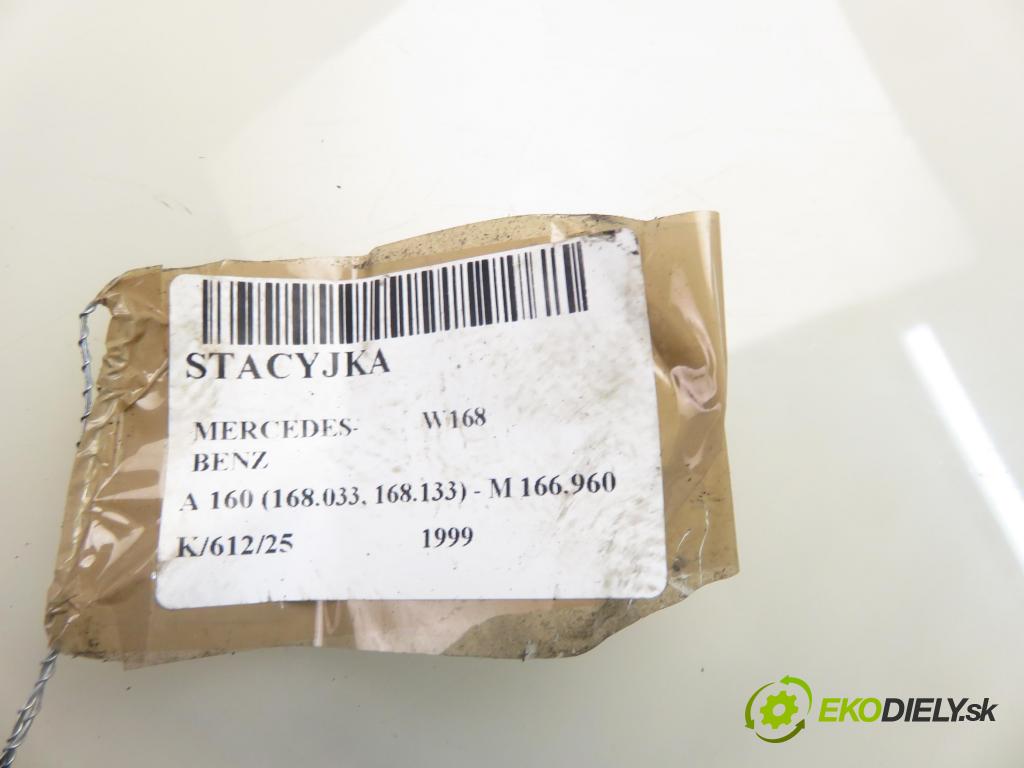 STACYJKA
MERCEDES- W168
BENZ
A 160 (168.033, 168.133) - M 166.960
K/612/25 1999
EKODIELY.sk